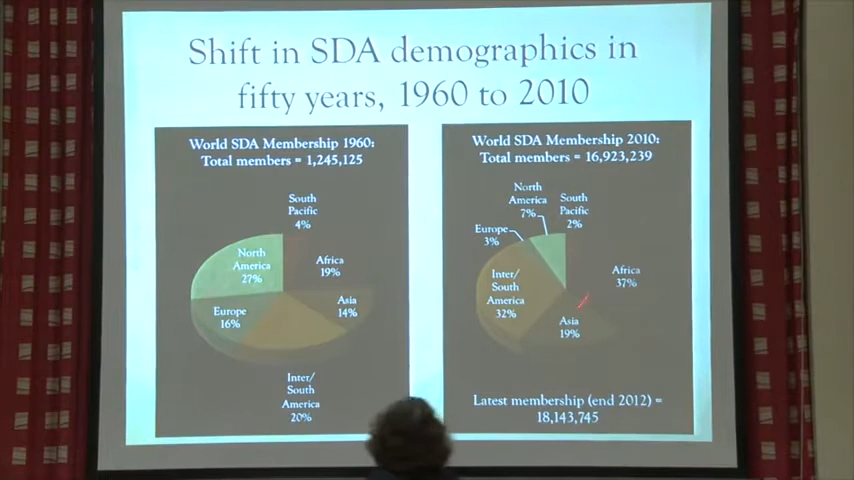 Shift in SDA demographics in
fifty years, 1960 to 2010
World SDA Membership 1960:
Total members = 1,245,125
South
Pacific
4%
North
America
27%
Africa
19%
Asia
14%
Europe
16%
Inter/
South
America
20%
World SDA Membership 2010:
Total members = 16,923,239
North
America
7%
South
Pacific
2%
Europe
3%
Africa
37%
Inter/
South
America
32%
Asia
19%
Latest membership (end 2012) =
18,143,745